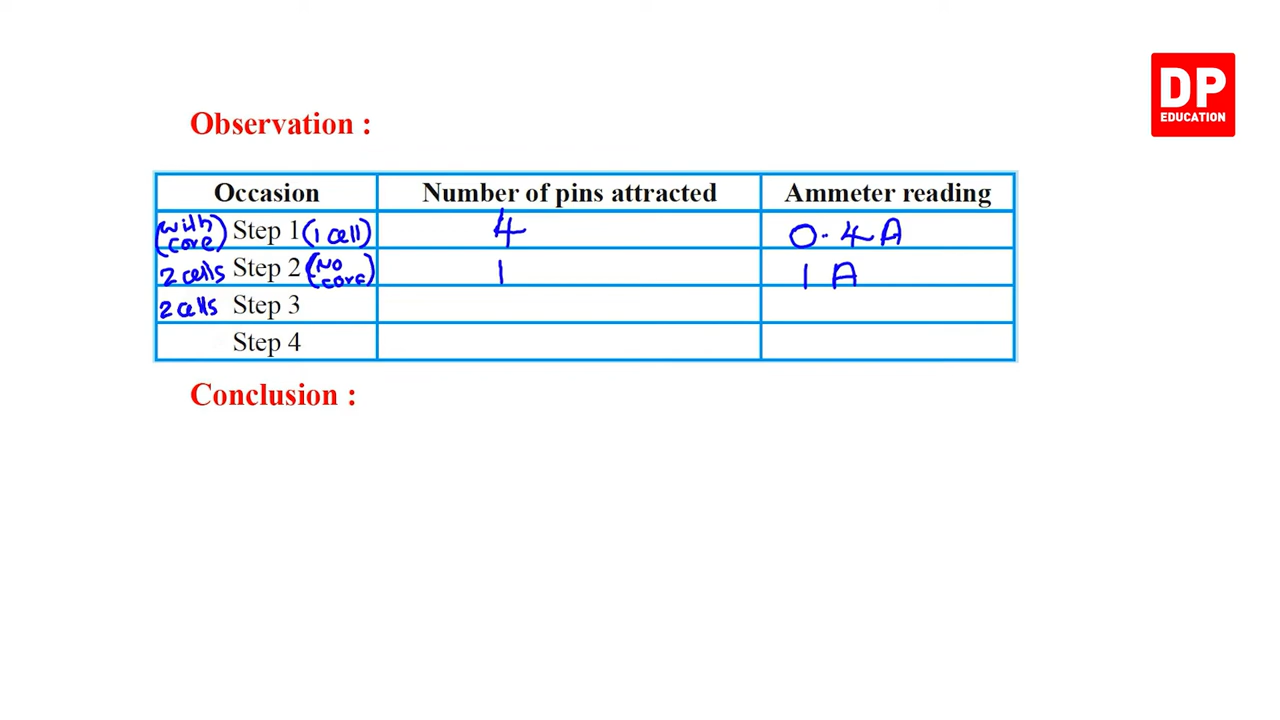 DP
EDUCATION
Observation :
Occasion Number of pins attracted Ammeter reading
(with core) Step 1 (1 cell) 4 0.4 A
2 cells Step 2 (No core) 1 1 A
2 cells Step 3
Step 4
Conclusion :